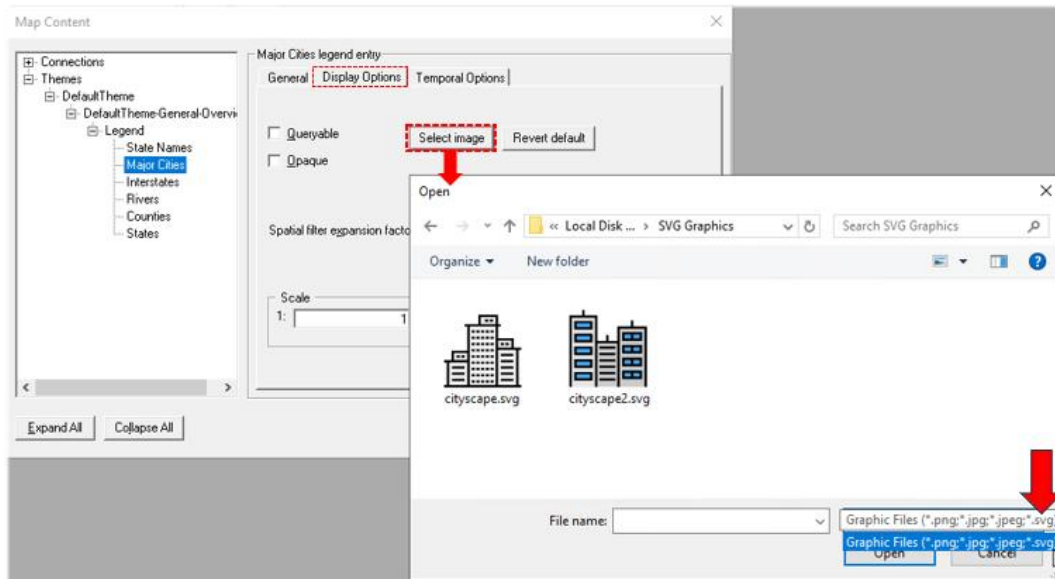 Map Content
Connections
Themes
DefaultTheme
DefaultTheme-General-Overvi
Legend
State Names
Major Cities
Interstates
Rivers
Counties
States
Expand All
Collapse All
Major Cities legend entry
General
Display Options
Temporal Options
Queryable
Select image
Revert default
Opaque
Spatial filter expansion facto
Scale
1:
1
Open
« Local Disk ... › SVG Graphics
Search SVG Graphics
Organize
New folder
cityscape.svg
cityscape2.svg
File name:
Graphic Files (*.png;*.jpg;*.jpeg;*.svg
Graphic Files (*.png;*.jpg;*.jpeg;*.svg
Open
Cancel